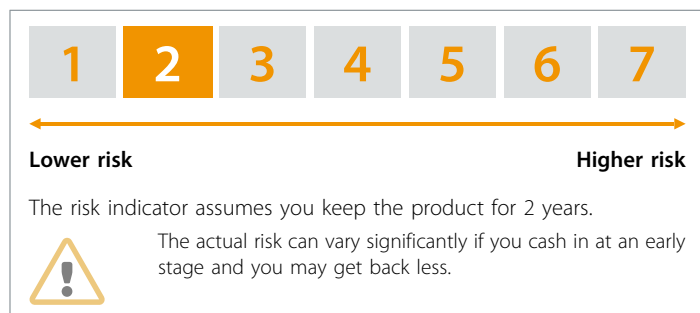 1 2 3 4 5 6 7
Lower risk Higher risk
The risk indicator assumes you keep the product for 2 years.
The actual risk can vary significantly if you cash in at an early
stage and you may get back less.